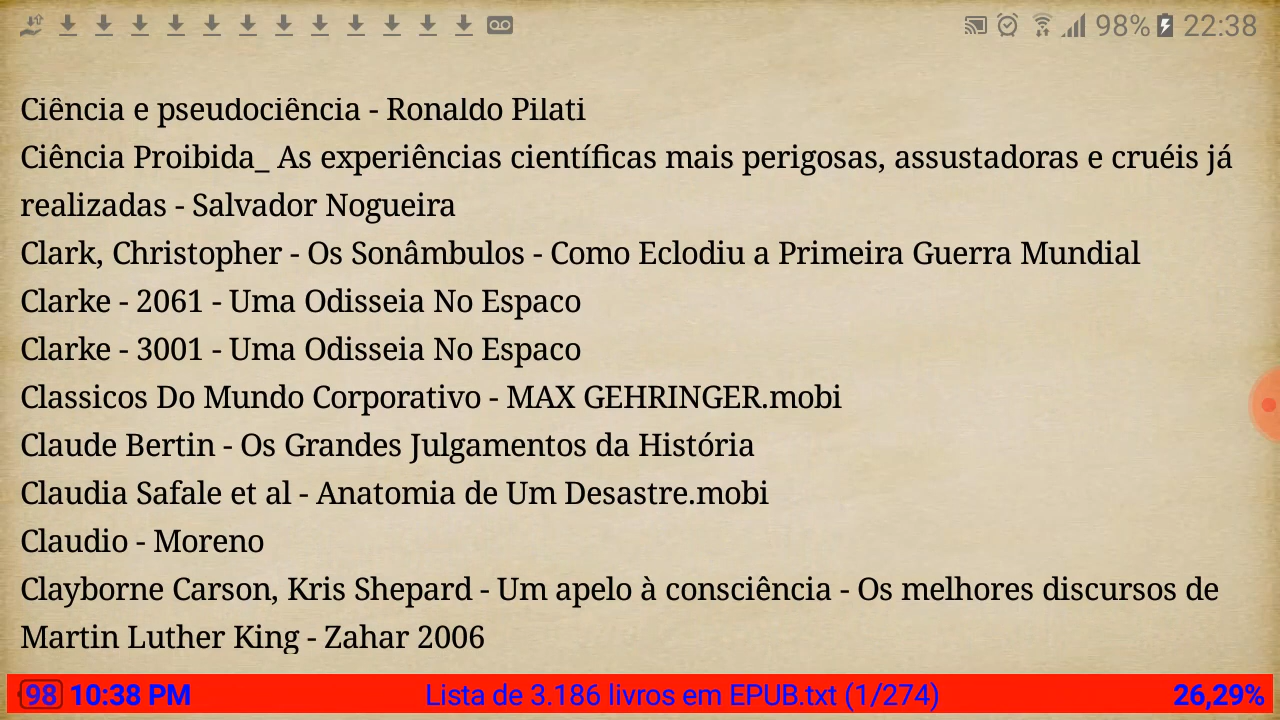 98% 22:38
Ciência e pseudociência - Ronaldo Pilati
Ciência Proibida_ As experiências científicas mais perigosas, assustadoras e cruéis já
realizadas - Salvador Nogueira
Clark, Christopher - Os Sonâmbulos - Como Eclodiu a Primeira Guerra Mundial
Clarke - 2061 - Uma Odisseia No Espaco
Clarke - 3001 - Uma Odisseia No Espaco
Classicos Do Mundo Corporativo - MAX GEHRINGER.mobi
Claude Bertin - Os Grandes Julgamentos da História
Claudia Safale et al - Anatomia de Um Desastre.mobi
Claudio - Moreno
Clayborne Carson, Kris Shepard - Um apelo à consciência - Os melhores discursos de
Martin Luther King - Zahar 2006
98 10:38 PM Lista de 3.186 livros em EPUB.txt (1/274) 26,29%